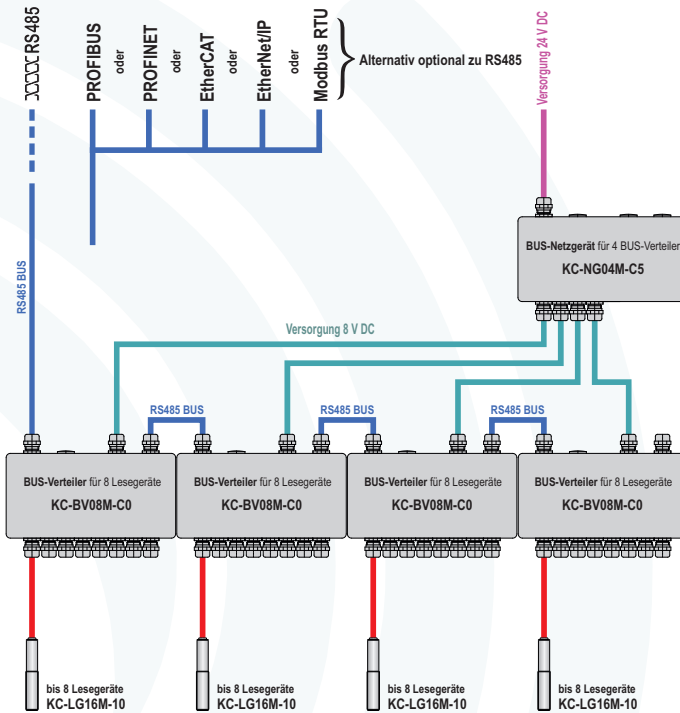 RS485
PROFIBUS
oder
PROFINET
oder
EtherCAT
oder
EtherNet/IP
oder
Modbus RTU
Alternativ optional zu RS485
Versorgung 24 V DC
BUS-Netzgerät für 4 BUS-Verteiler
KC-NG04M-C5
RS485 BUS
Versorgung 8 V DC
RS485 BUS
RS485 BUS
RS485 BUS
BUS-Verteiler für 8 Lesegeräte
KC-BV08M-C0
BUS-Verteiler für 8 Lesegeräte
KC-BV08M-C0
BUS-Verteiler für 8 Lesegeräte
KC-BV08M-C0
BUS-Verteiler für 8 Lesegeräte
KC-BV08M-C0
bis 8 Lesegeräte
KC-LG16M-10
bis 8 Lesegeräte
KC-LG16M-10
bis 8 Lesegeräte
KC-LG16M-10
bis 8 Lesegeräte
KC-LG16M-10